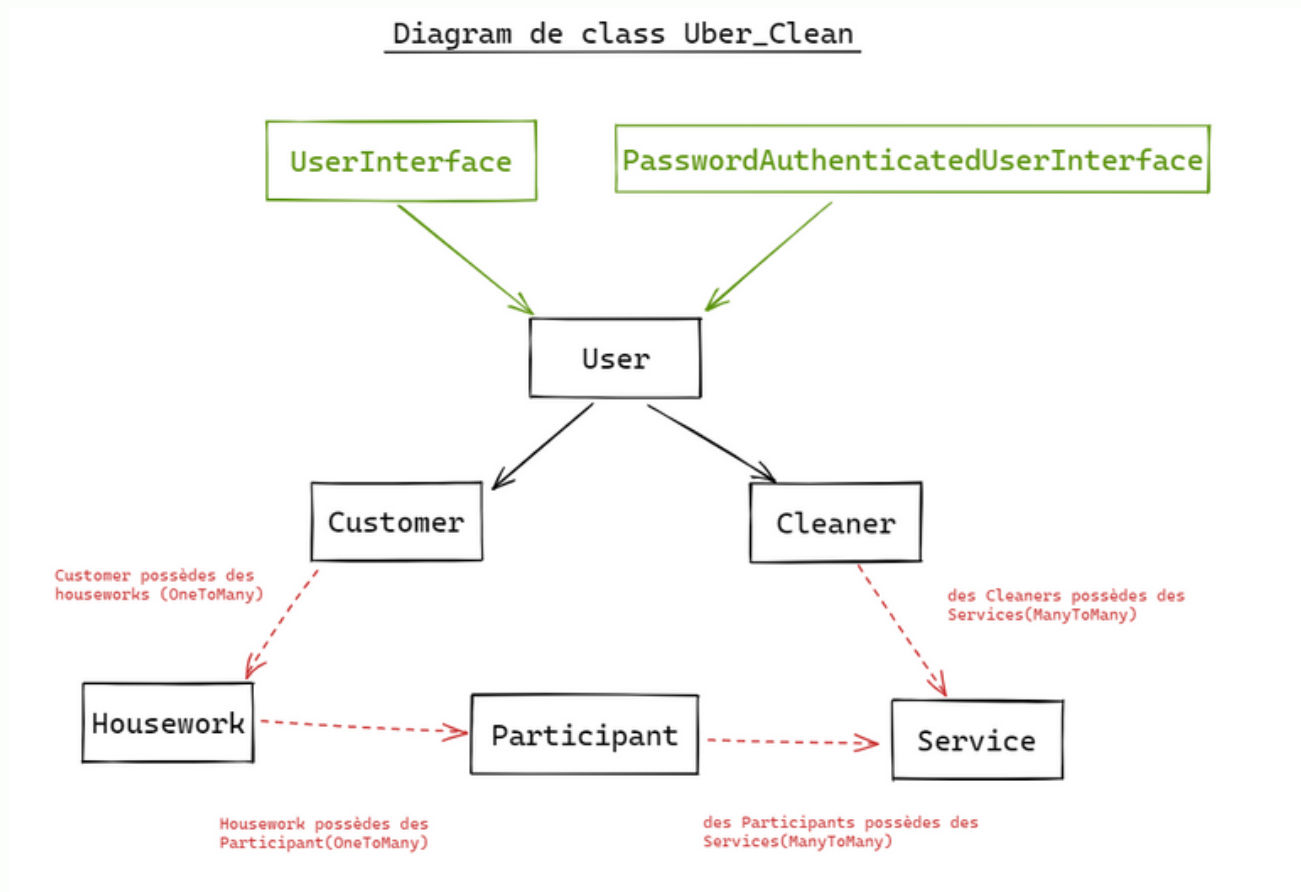 Diagram de class Uber_Clean
UserInterface
PasswordAuthenticatedUserInterface
User
Customer
Cleaner
Customer possèdes des
houseworks (OneToMany)
des Cleaners possèdes des
Services(ManyToMany)
Housework
Participant
Service
Housework possèdes des
Participant(OneToMany)
des Participants possèdes des
Services(ManyToMany)